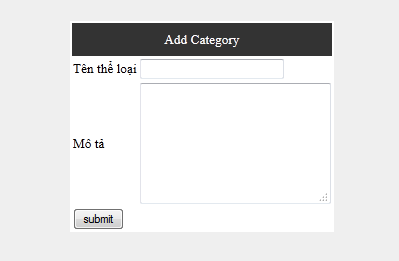 Add Category
Tên thể loại
Mô tả
submit